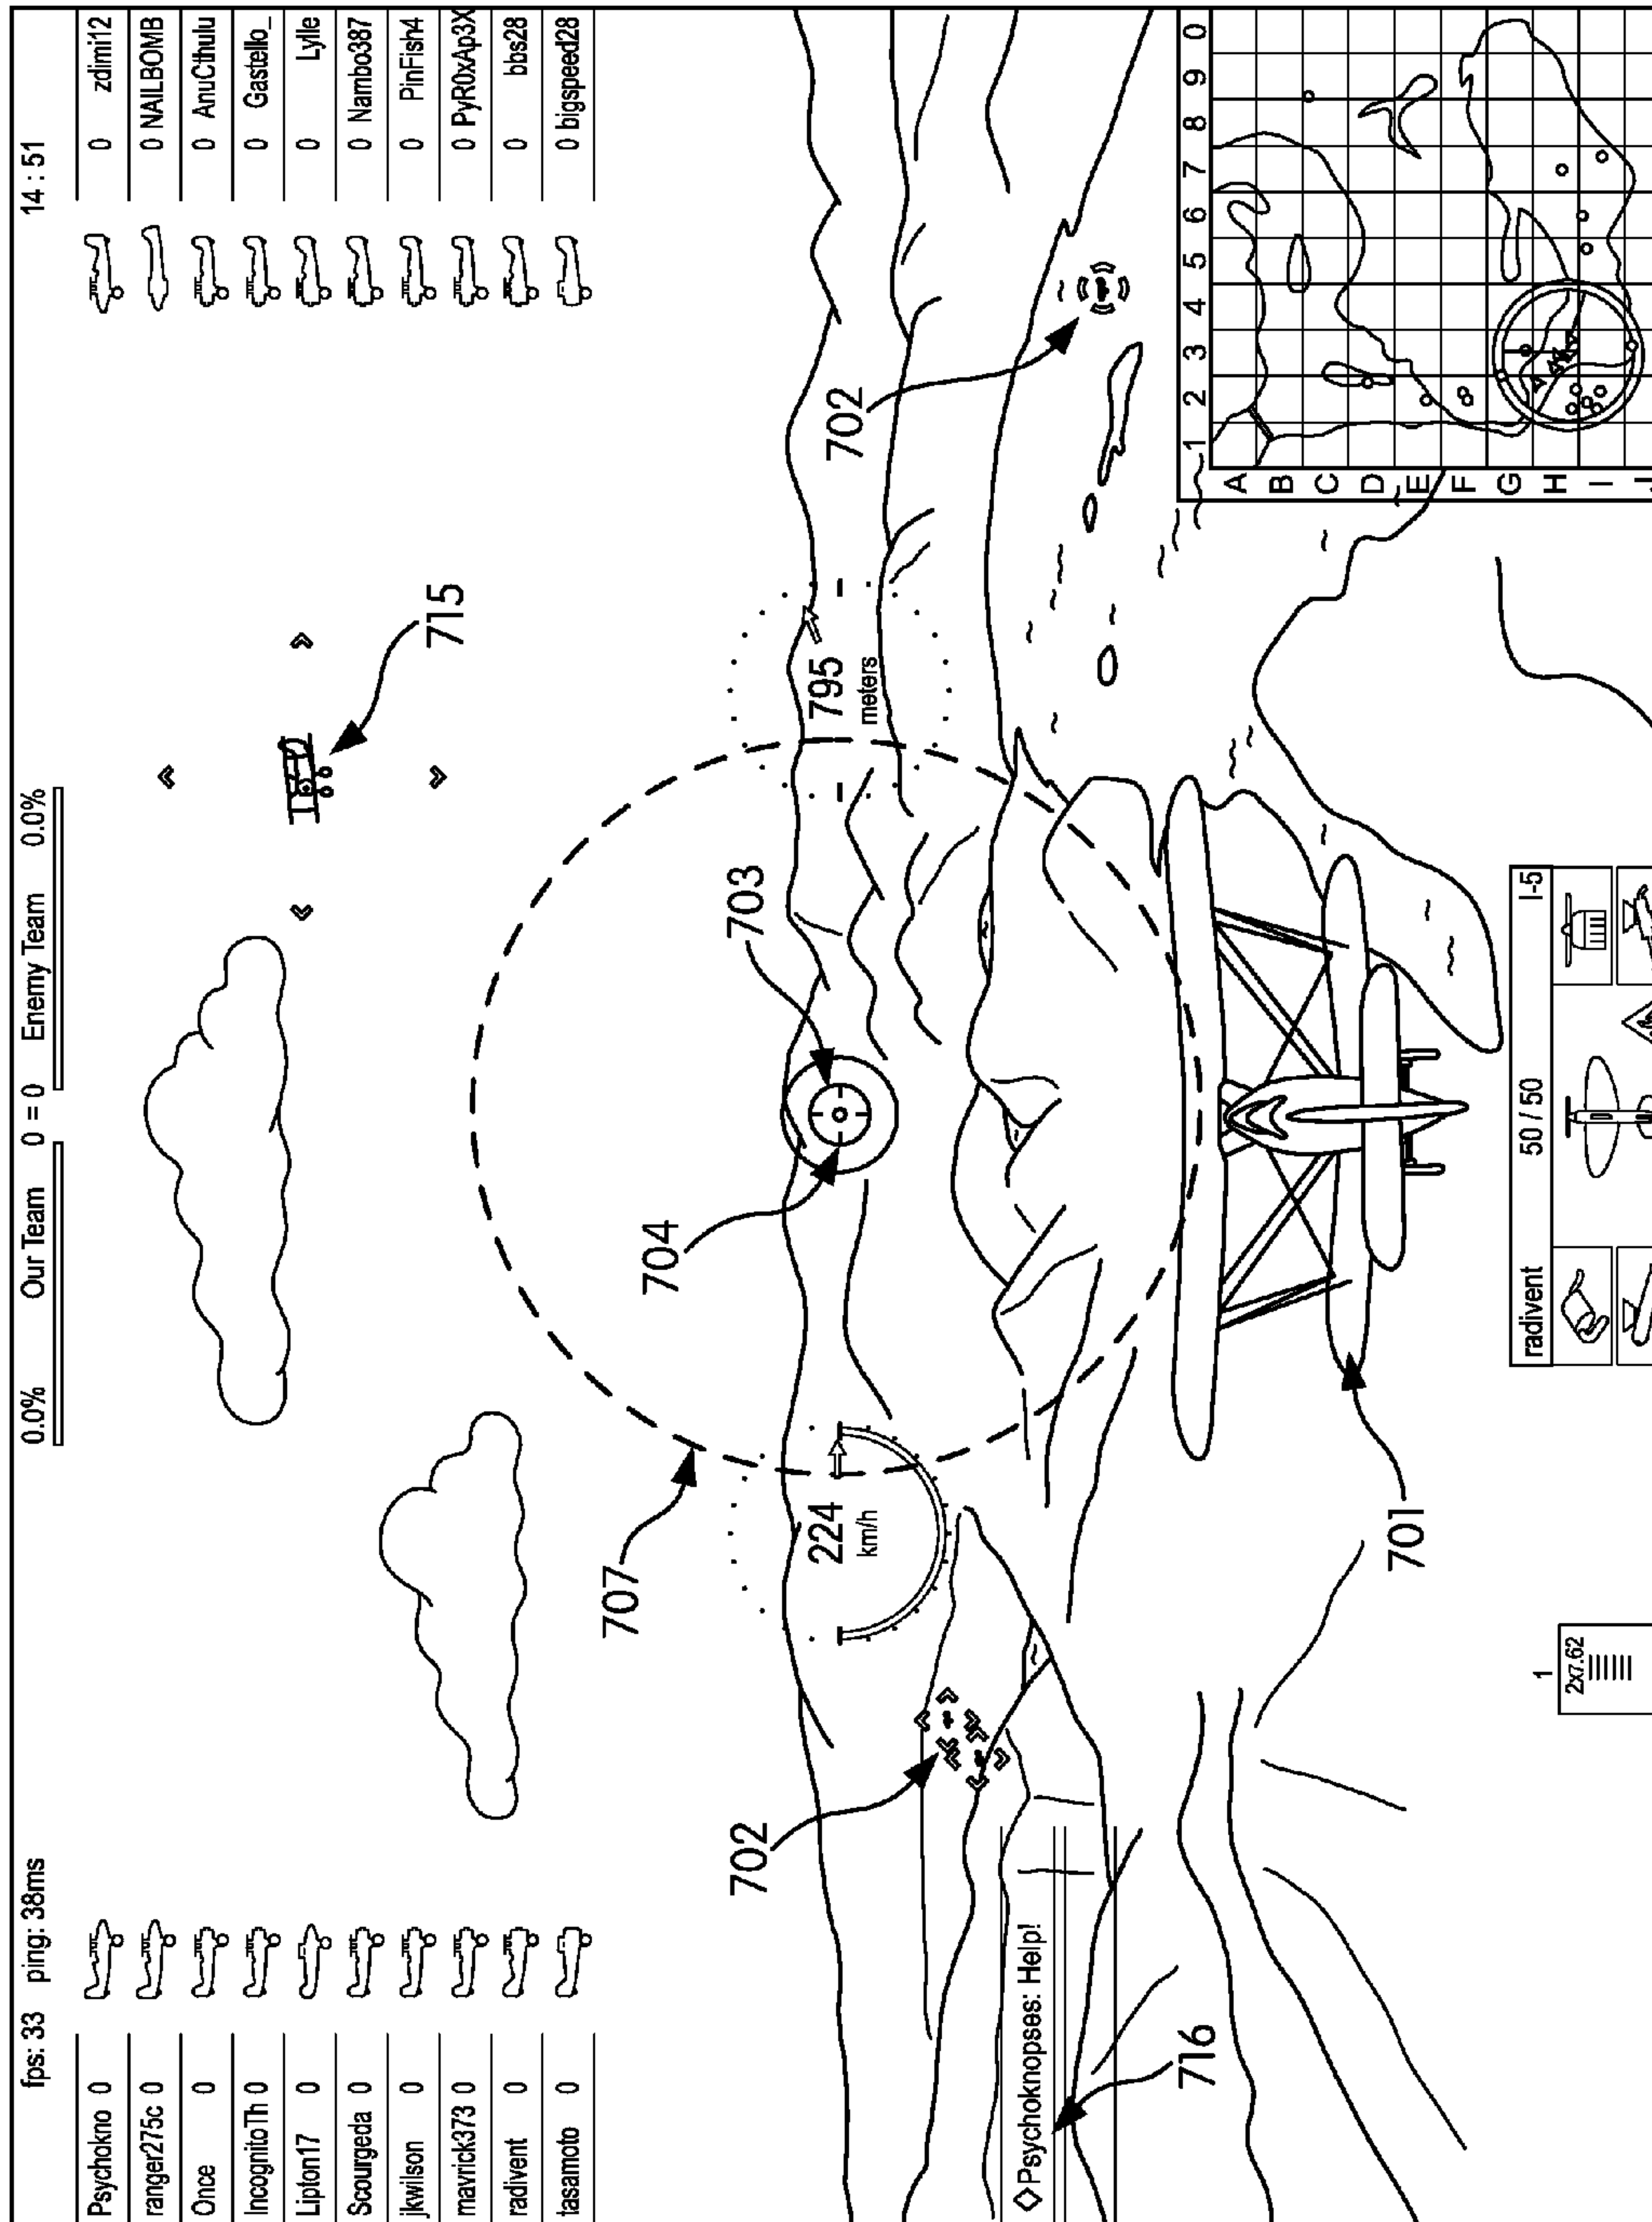 fps: 33 ping: 38ms
0.0% Our Team 0 = 0 Enemy Team 0.0%
14 : 51
Psychokno 0
ranger275c 0
Once 0
IncognitoTh 0
Lipton17 0
Scourgeda 0
jkwilson 0
mavrick373 0
radivent 0
tasamoto 0
0 zdimi12
0 NAILBOMB
0 AnuCthulu
0 Gastello_
0 Lylle
0 Nambo387
0 PinFish4
0 PyR0xAp3X
0 bbs28
0 bigspeed28
715
707
704
703
702
702
224
km/h
795
meters
◇Psychoknopses: Help!
716
701
1
2x7.62
radivent 50 / 50 I-5
1 2 3 4 5 6 7 8 9 0
A
B
C
D
E
F
G
H
I
J